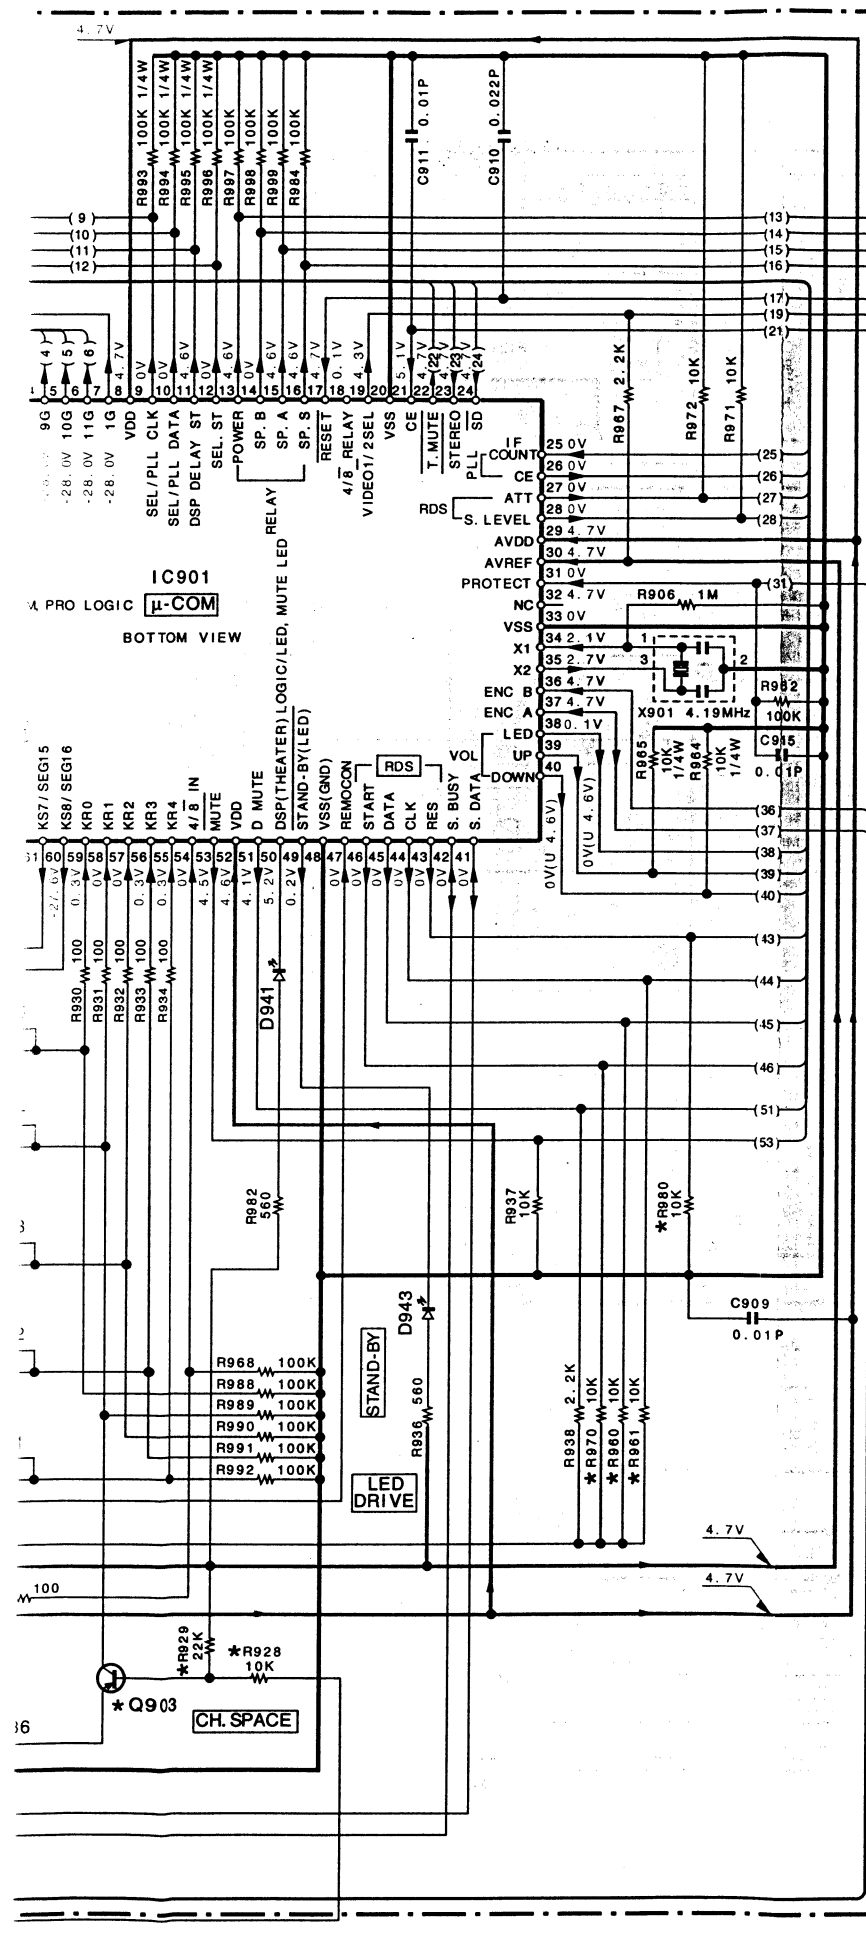 4.7V
R993 100K 1/4W
R994 100K 1/4W
R995 100K 1/4W
R996 100K 1/4W
R997 100K
R998 100K
R999 100K
R984 100K
C911 0.01P
C910 0.022P
(9)
(10)
(11)
(12)
(13)
(14)
(15)
(16)
(17)
(19)
(21)
(4)
(5)
(6)
4.7V
0V
0V
4.6V
0V
4.6V
4.6V
4.6V
4.6V
4.7V
0.1V
4.3V
5.1V
(22)
(23)
(24)
R967 2.2K
R972 10K
R971 10K
5 6 7 8 9 10 11 12 13 14 15 16 17 18 19 20 21 22 23 24
9G
10G
11G
1G
VDD
SEL/PLL CLK
SEL/PLL DATA
DSP DELAY ST
SEL. ST
POWER
SP. B
SP. A
SP. S
RELAY
RESET
4/8 RELAY
VIDEO1/2SEL
VSS
CE
T.MUTE
STEREO
SD
PLL
-28.0V
-28.0V
-28.0V
IF COUNT 25 0V (25)
CE 26 0V (26)
RDS
ATT 27 0V (27)
S. LEVEL 28 0V (28)
AVDD 29 4.7V
AVREF 30 4.7V
PROTECT 31 0V (31)
NC 32 4.7V
VSS 33 0V
X1 34 2.1V
X2 35 2.7V
ENC B 36 4.7V
ENC A 37 4.7V
LED 38 0.1V
VOL
UP 39
DOWN 40
IC901
PRO LOGIC μ-COM
BOTTOM VIEW
R906 1M
1
3
2
X901 4.19MHz
R962
100K
C915
0.01P
R965 10K 1/4W
R964 10K 1/4W
0V(U 4.6V)
0V(U 4.6V)
(36)
(37)
(38)
(39)
(40)
(43)
(44)
(45)
(46)
(51)
(53)
KS7/SEG15
KS8/SEG16
KR0
KR1
KR2
KR3
KR4
4/8 IN
MUTE
VDD
D MUTE
DSP(THEATER)LOGIC/LED, MUTE LED
STAND-BY(LED)
VSS(GND)
REMOCON
START
DATA
CLK
RES
RDS
S. BUSY
S. DATA
61 60 59 58 57 56 55 54 53 52 51 50 49 48 47 46 45 44 43 42 41
0.3V
0V
0V
0.3V
0.3V
0V
4.5V
4.6V
4.1V
5.2V
0.2V
0V
0V
0V
0V
0V
0V
0V
R930 100
R931 100
R932 100
R933 100
R934 100
D941
R982
560
R937
10K
*R980
10K
C909
0.01P
D943
STAND-BY
R936 560
R968 100K
R988 100K
R989 100K
R990 100K
R991 100K
R992 100K
R938 2.2K
*R970 10K
*R960 10K
*R961 10K
LED
DRIVE
4.7V
4.7V
100
*R929
22K
*R928
10K
*Q903
CH. SPACE